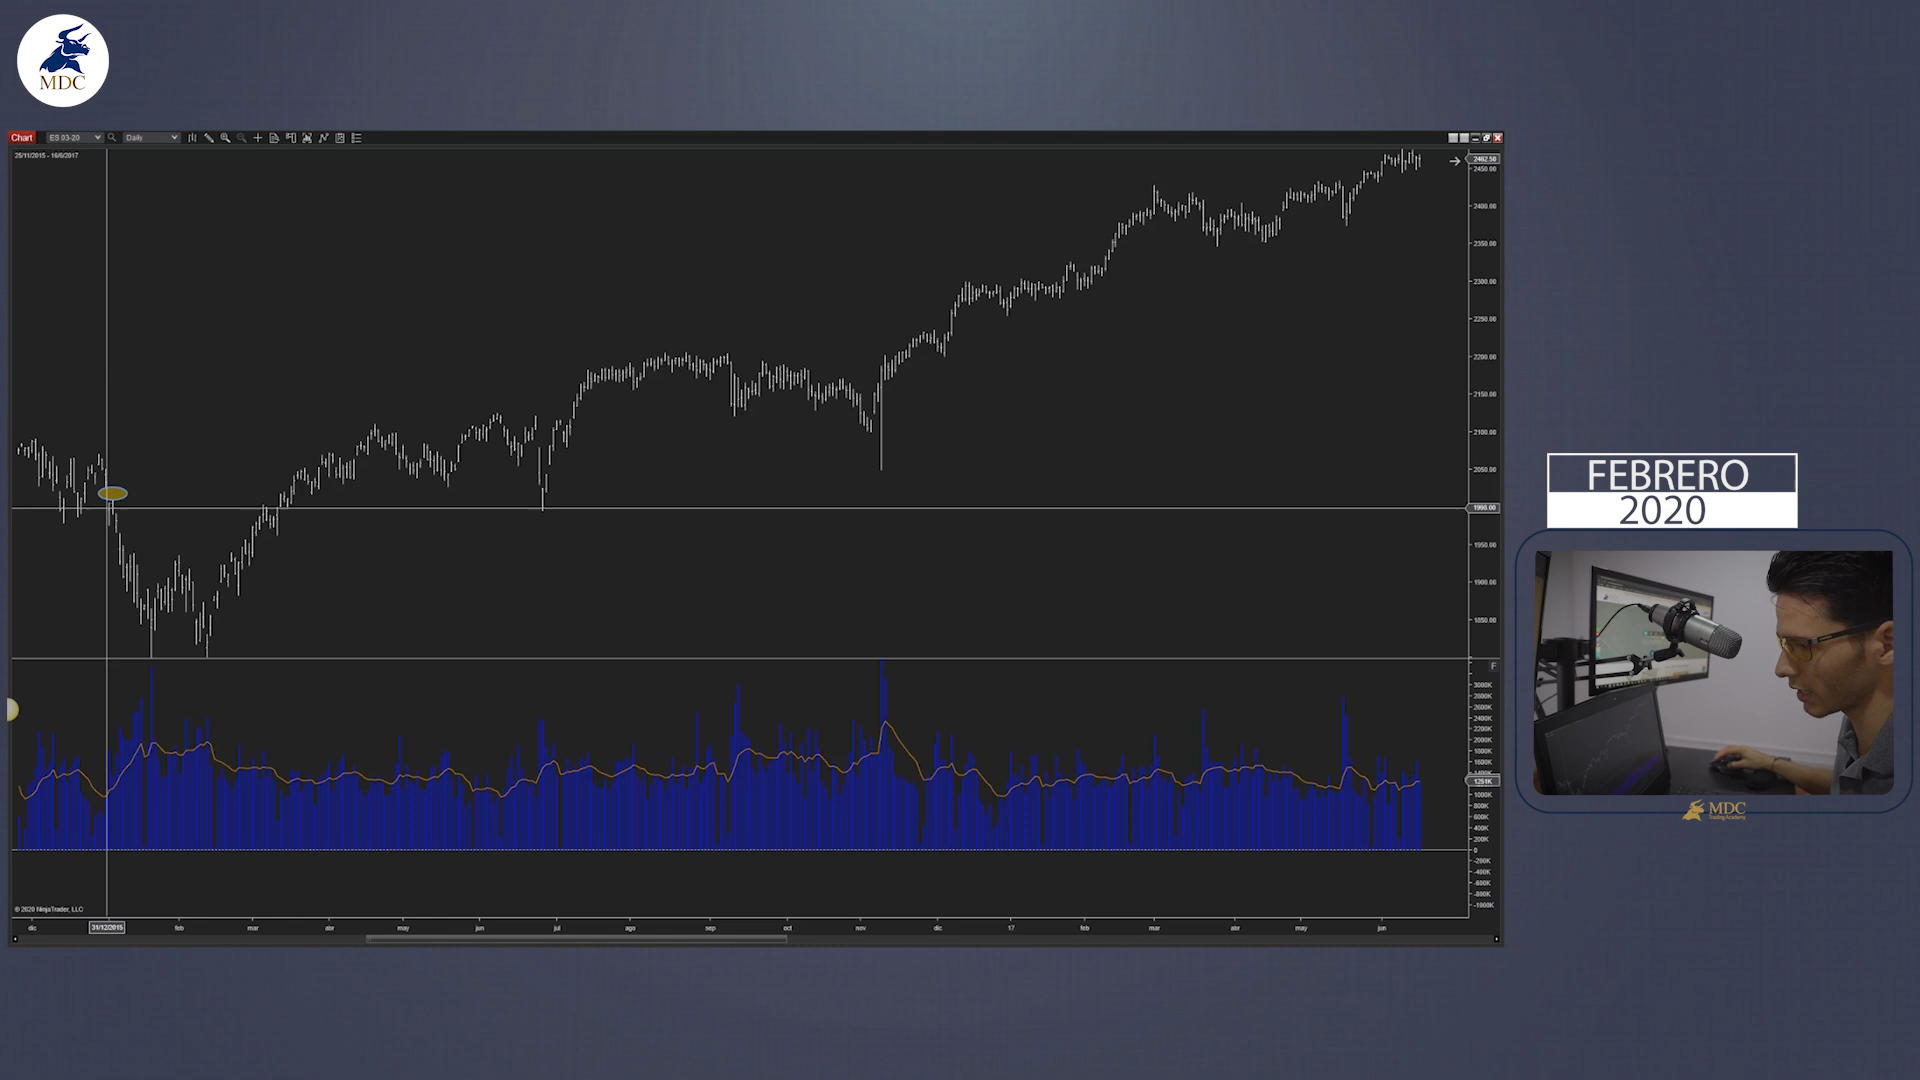 MDC
Chart ES 03-20 Daily
25/11/2015 - 16/6/2017
2462.50
2450.00
2400.00
2350.00
2300.00
2250.00
2200.00
2150.00
2100.00
2050.00
1998.00
1950.00
1900.00
1850.00
F
3000K
2800K
2600K
2400K
2200K
2000K
1800K
1600K
1251K
1000K
800K
600K
400K
200K
0
-200K
-400K
-600K
-800K
-1000K
© 2020 NinjaTrader, LLC
dic 31/12/2015 feb mar abr may jun jul ago sep oct nov dic 17 feb mar abr may jun
FEBRERO
2020
MDC
Trading Academy